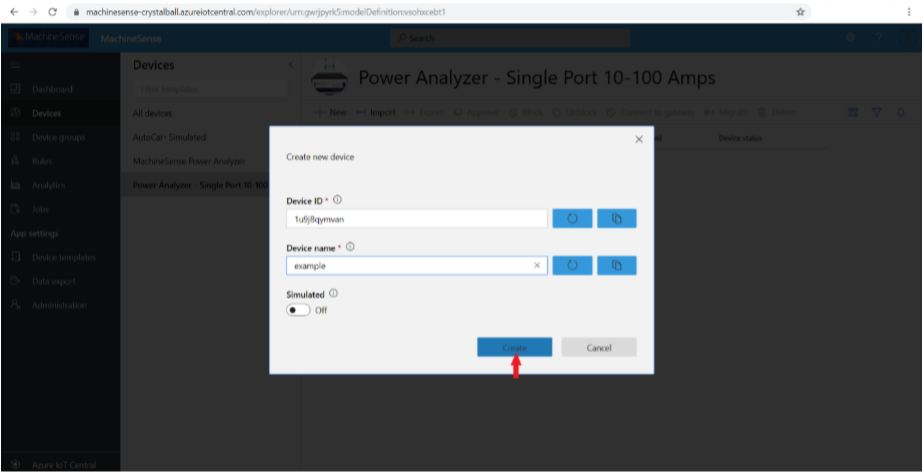 machinesense-crystalball.azureiotcentral.com/explorer/urn:gwrjpyrk5:modelDefinition:vsohxcebt1
MachineSense
MachineSense
Search
?
Dashboard
Devices
Device groups
Rules
Analytics
Jobs
App settings
Device templates
Data export
Administration
Azure IoT Central
Devices
Filter templates
All devices
AutoCar- Simulated
MachineSense Power Analyzer
Power Analyzer - Single Port 10-100
Power Analyzer - Single Port 10-100 Amps
New Import Export Approve Block Unblock Connect to gateway Migrate Delete
Device status
Create new device
Device ID *
1u9j8qymvan
Device name *
example
Simulated
Off
Create Cancel